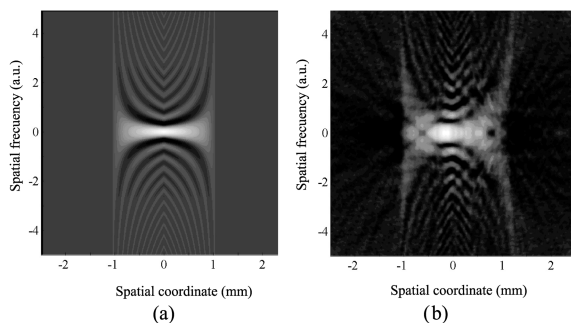 4
2
0
-2
-4
Spatial frecuency (a.u.)
-2 -1 0 1 2
Spatial coordinate (mm)
(a)
4
2
0
-2
-4
Spatial frecuency (a.u.)
-2 -1 0 1 2
Spatial coordinate (mm)
(b)